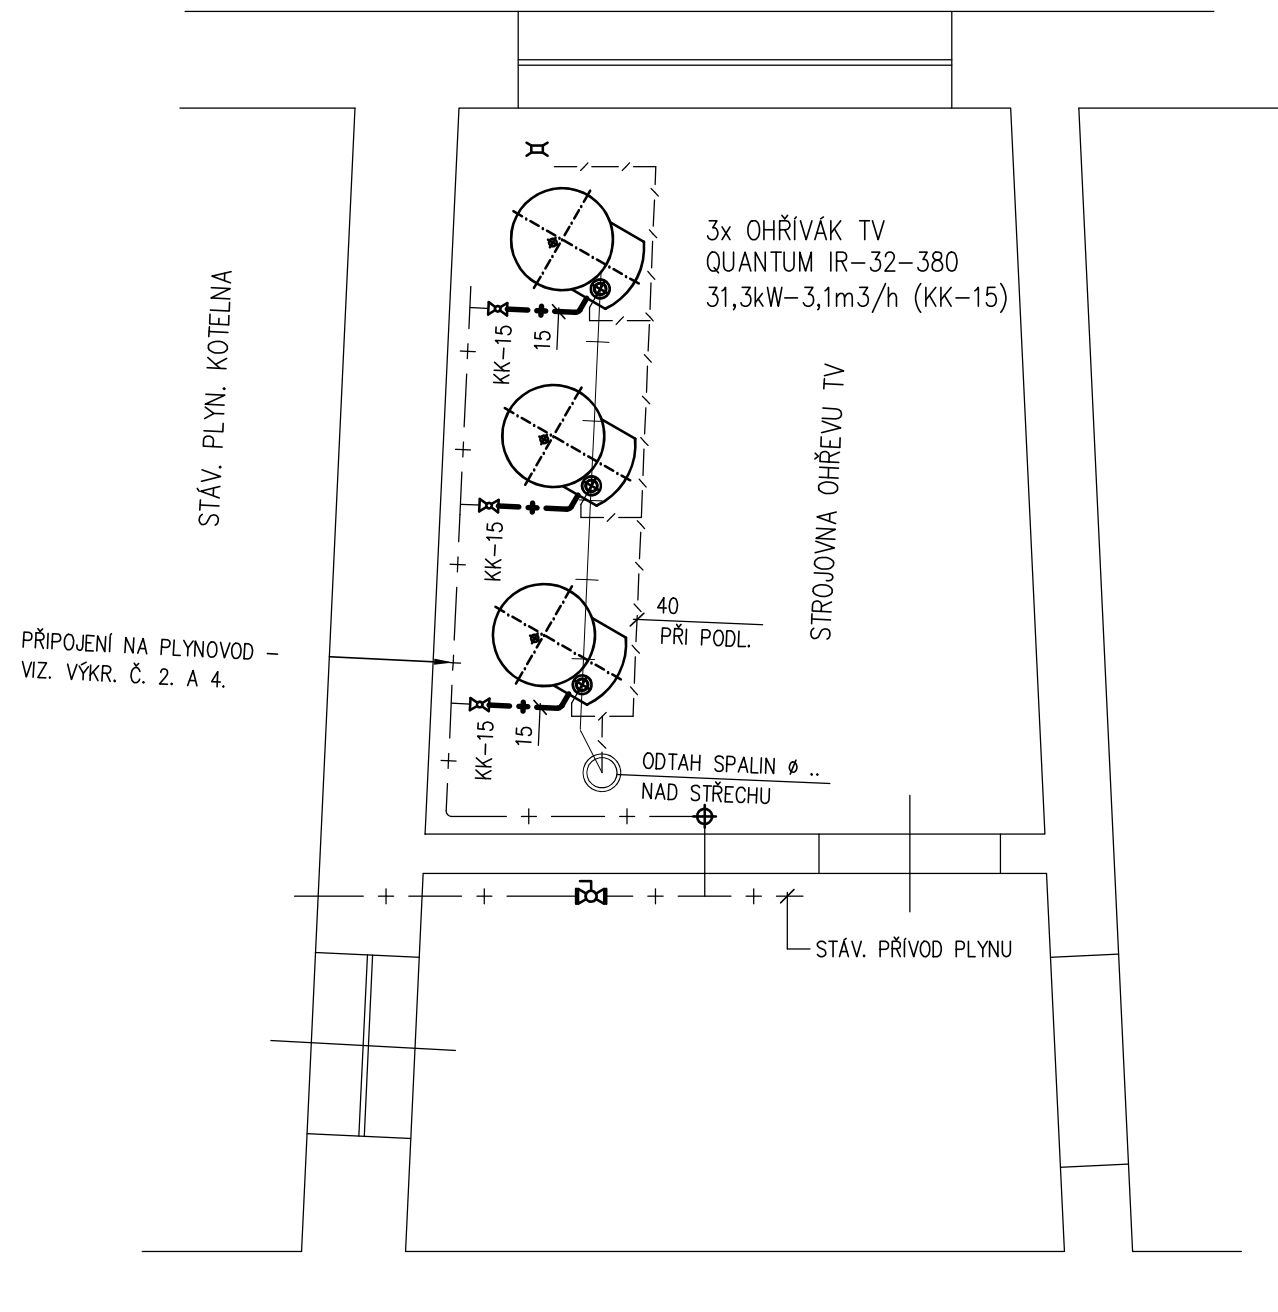 3x OHŘÍVÁK TV
QUANTUM IR-32-380
31,3kW-3,1m3/h (KK-15)
STÁV. PLYN. KOTELNA
KK-15
15
STROJOVNA OHŘEVU TV
KK-15
40
PŘI PODL.
PŘIPOJENÍ NA PLYNOVOD -
VIZ. VÝKR. Č. 2. A 4.
KK-15
15
ODTAH SPALIN ø ..
NAD STŘECHU
STÁV. PŘÍVOD PLYNU